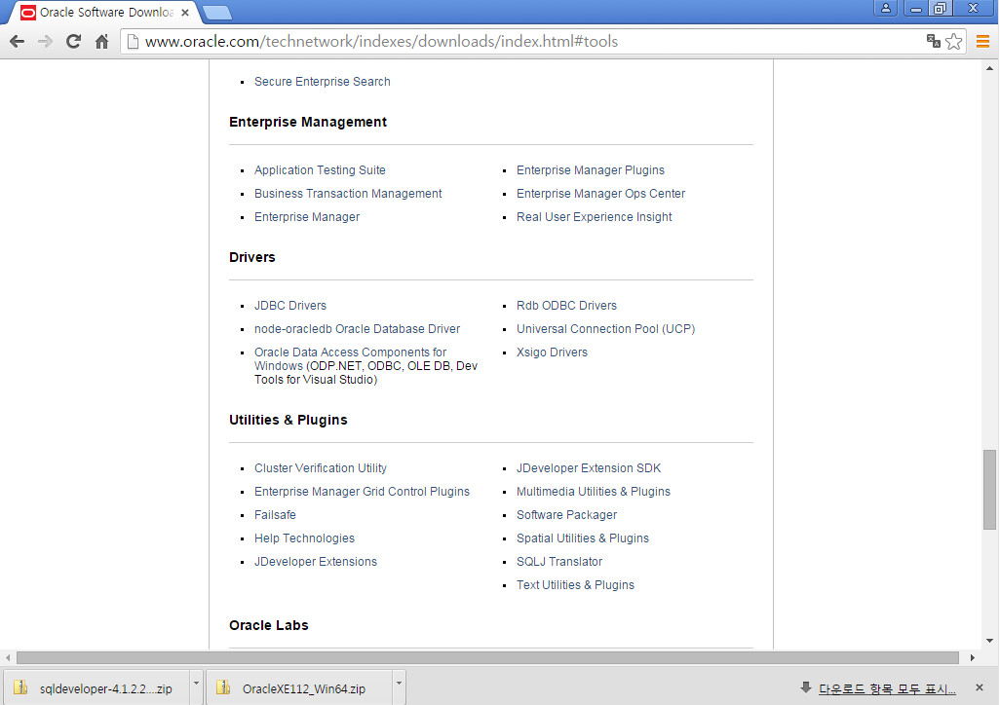 Oracle Software Downloa
www.oracle.com/technetwork/indexes/downloads/index.html#tools
Secure Enterprise Search
Enterprise Management
Application Testing Suite
Business Transaction Management
Enterprise Manager
Enterprise Manager Plugins
Enterprise Manager Ops Center
Real User Experience Insight
Drivers
JDBC Drivers
node-oracledb Oracle Database Driver
Oracle Data Access Components for
Windows (ODP.NET, ODBC, OLE DB, Dev
Tools for Visual Studio)
Rdb ODBC Drivers
Universal Connection Pool (UCP)
Xsigo Drivers
Utilities & Plugins
Cluster Verification Utility
Enterprise Manager Grid Control Plugins
Failsafe
Help Technologies
JDeveloper Extensions
JDeveloper Extension SDK
Multimedia Utilities & Plugins
Software Packager
Spatial Utilities & Plugins
SQLJ Translator
Text Utilities & Plugins
Oracle Labs
sqldeveloper-4.1.2.2....zip
OracleXE112_Win64.zip
다운로드 항목 모두 표시...